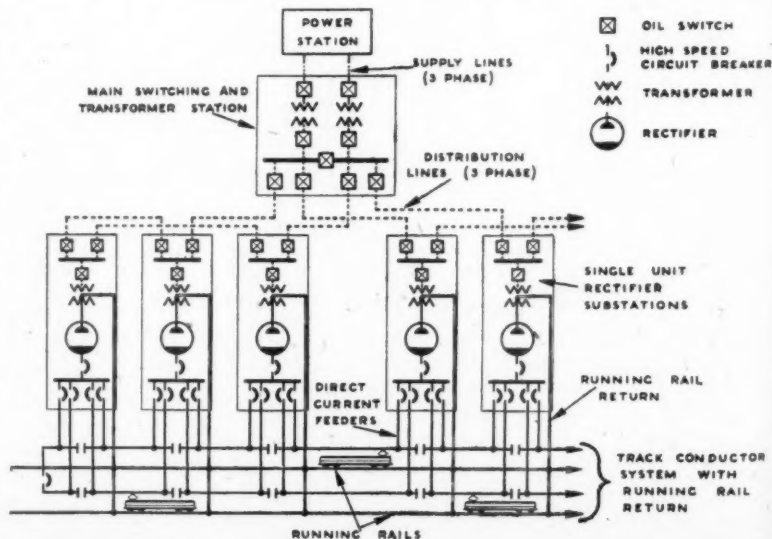 POWER
STATION
SUPPLY LINES
(3 PHASE)
MAIN SWITCHING AND
TRANSFORMER STATION
OIL SWITCH
HIGH SPEED
CIRCUIT BREAKER
TRANSFORMER
RECTIFIER
DISTRIBUTION
LINES (3 PHASE)
SINGLE UNIT
RECTIFIER
SUBSTATIONS
DIRECT
CURRENT
FEEDERS
RUNNING RAIL
RETURN
TRACK CONDUCTOR
SYSTEM WITH
RUNNING RAIL
RETURN
RUNNING RAILS